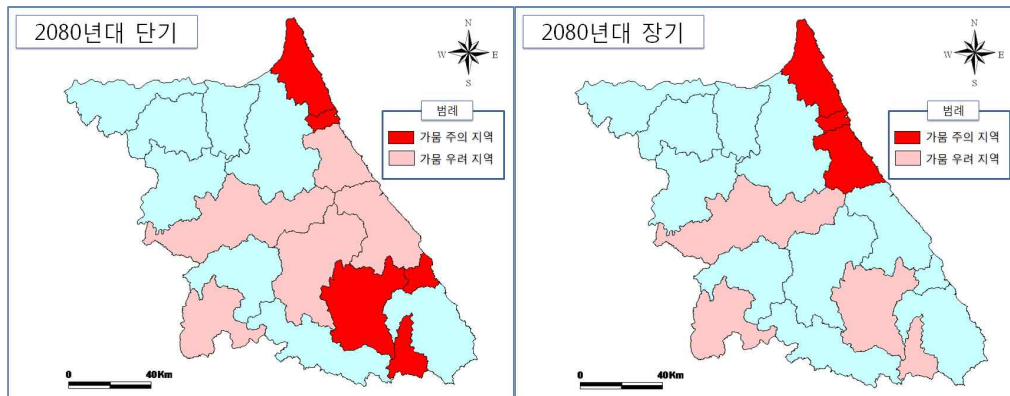 2080년대 단기
N
W E
S
범례
가뭄 주의 지역
가뭄 우려 지역
0 40Km
2080년대 장기
N
W E
S
범례
가뭄 주의 지역
가뭄 우려 지역
0 40Km